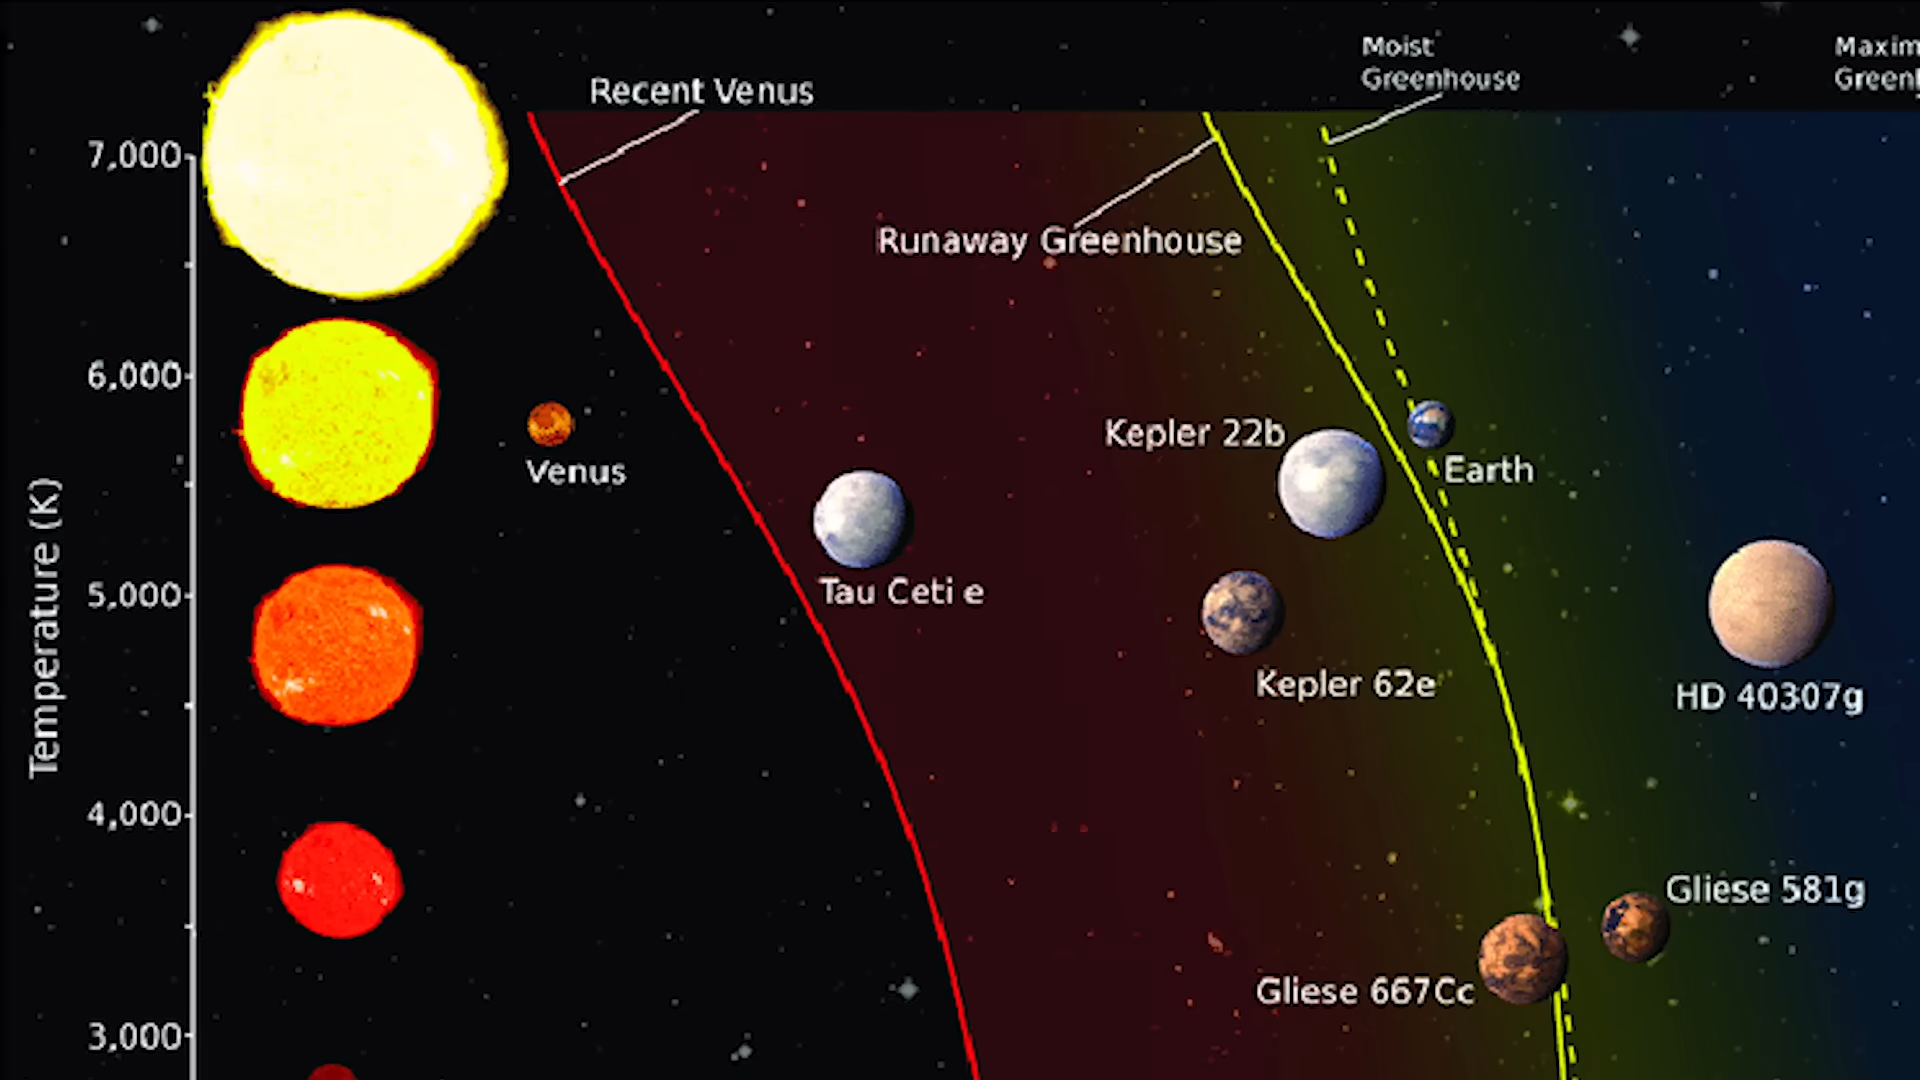 Moist
Greenhouse
Maxim
Recent Venus
7,000
Runaway Greenhouse
6,000
Kepler 22b
Venus
Earth
Temperature (K)
5,000
Tau Ceti e
Kepler 62e
HD 40307g
4,000
Gliese 581g
Gliese 667Cc
3,000